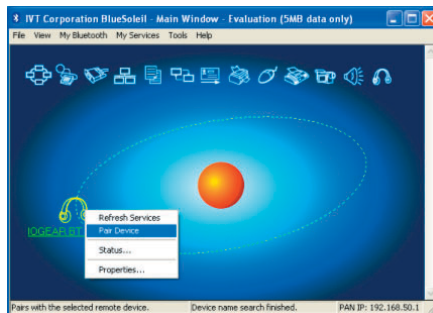 IVT Corporation BlueSoleil - Main Window - Evaluation (5MB data only)
File View My Bluetooth My Services Tools Help
Refresh Services
Pair Device
IOGEAR BT
Status...
Properties...
Pairs with the selected remote device. Device name search finished. PAN IP: 192.168.50.1